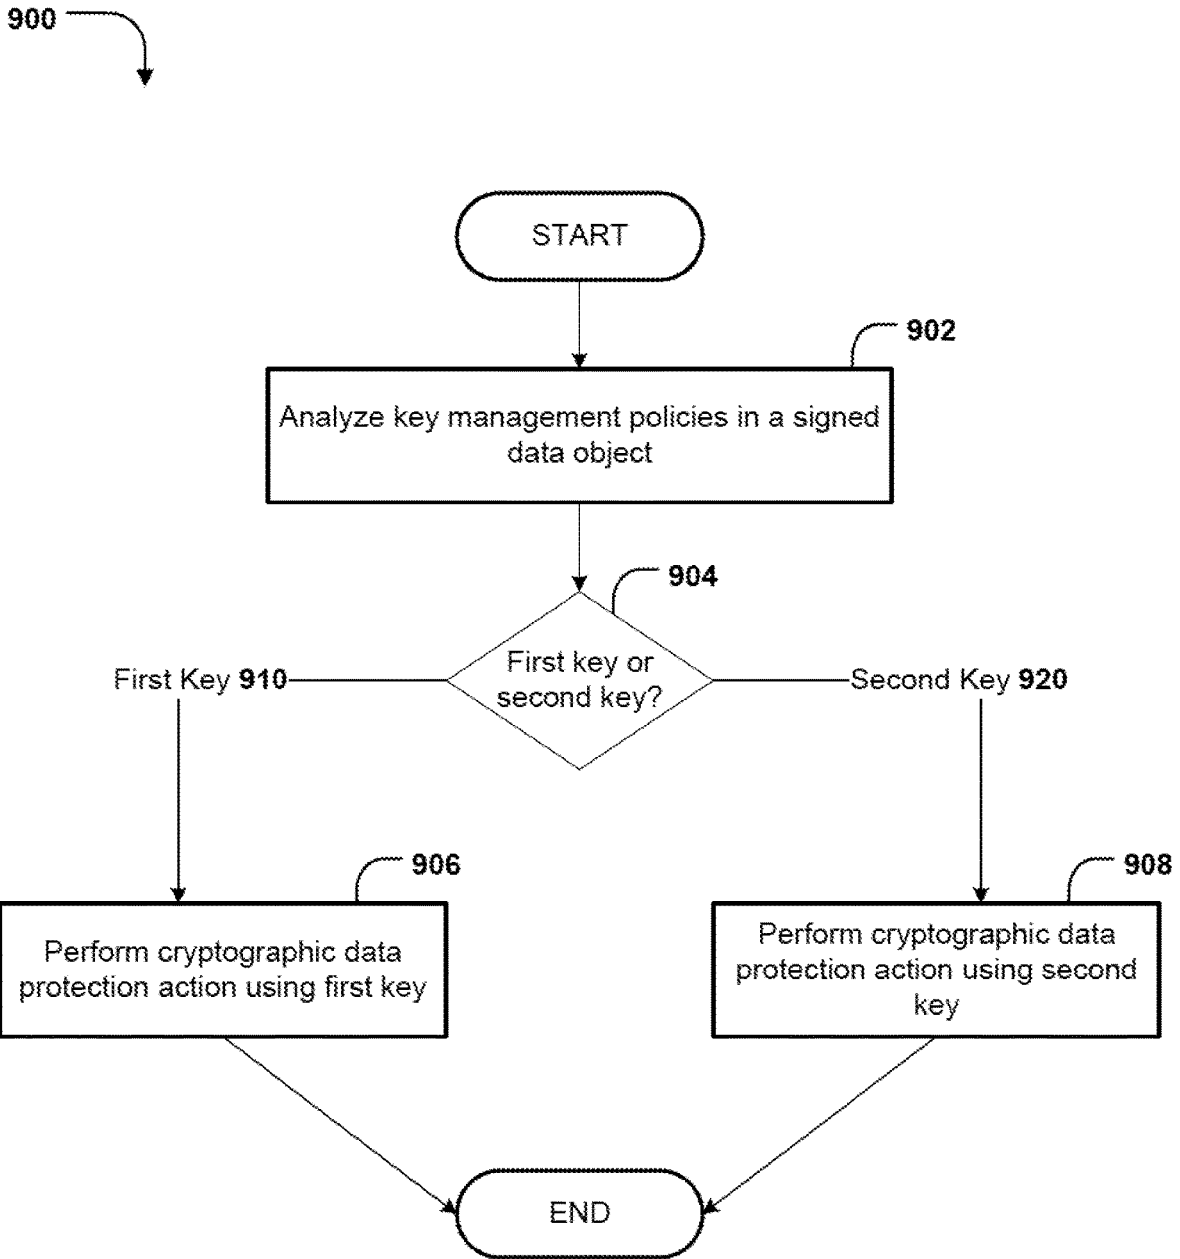 900
START
902
Analyze key management policies in a signed
data object
904
First key or
second key?
First Key 910
Second Key 920
906
908
Perform cryptographic data
protection action using first key
Perform cryptographic data
protection action using second
key
END